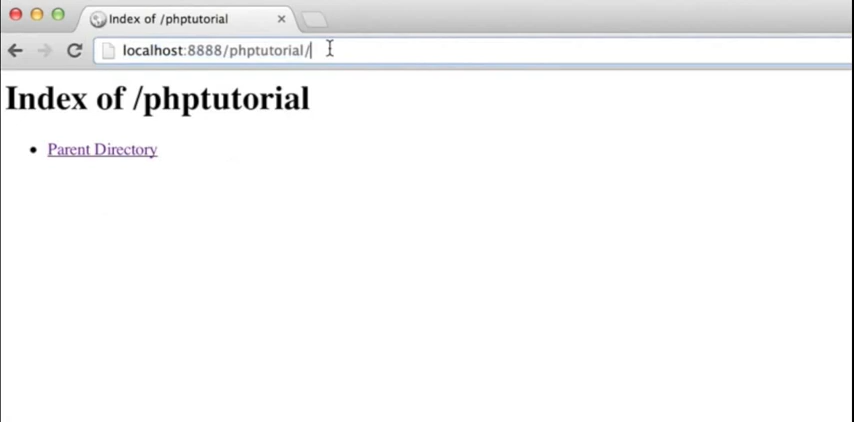 Index of /phptutorial
localhost:8888/phptutorial/
Index of /phptutorial
Parent Directory